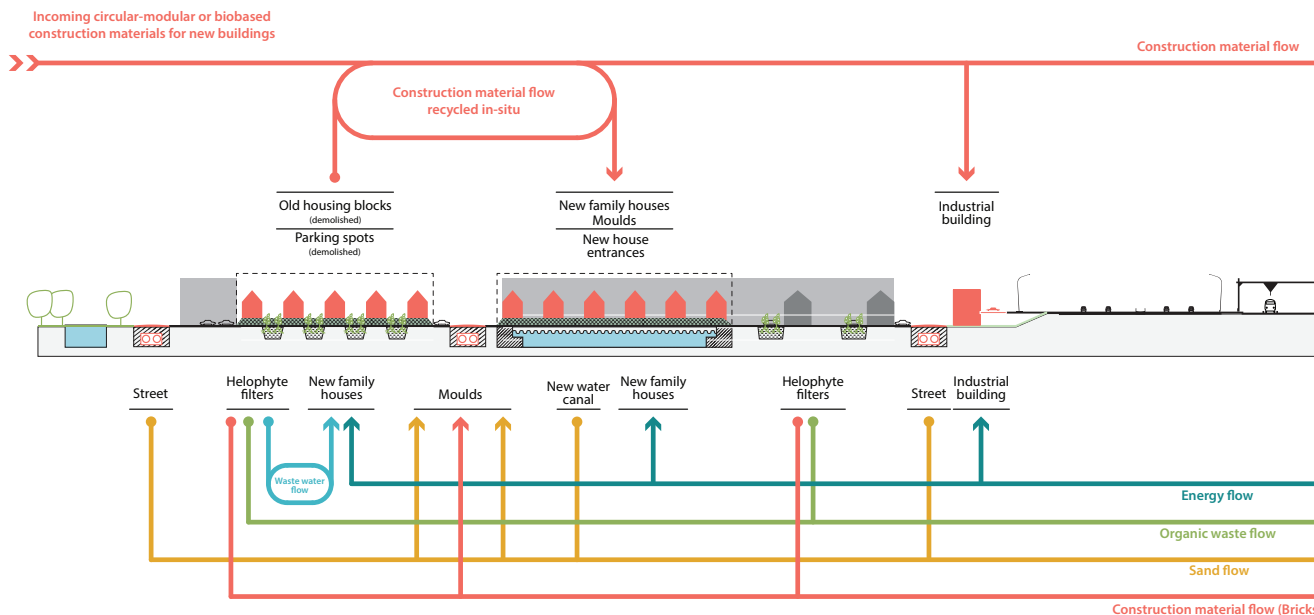 Incoming circular-modular or biobased
construction materials for new buildings
Construction material flow
Construction material flow
recycled in-situ
Old housing blocks
(demolished)
Parking spots
(demolished)
New family houses
Moulds
New house
entrances
Industrial
building
Street
Helophyte
filters
New family
houses
Moulds
New water
canal
New family
houses
Helophyte
filters
Street
Industrial
building
Waste water
flow
Energy flow
Organic waste flow
Sand flow
Construction material flow (Bricks